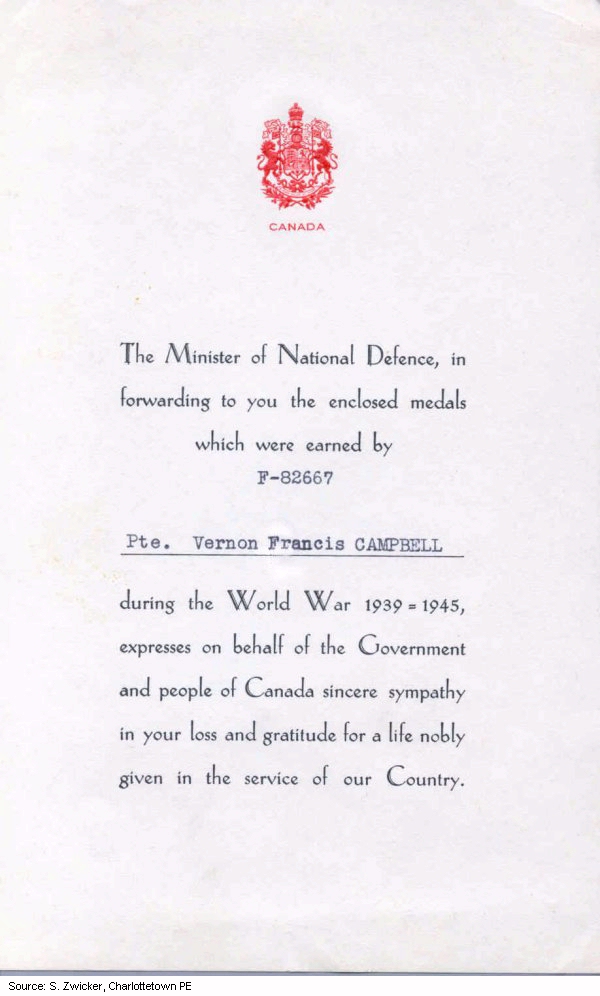 CANADA
The Minister of National Defence, in
forwarding to you the enclosed medals
which were earned by
F-82667
Pte. Vernon Francis CAMPBELL
during the World War 1939=1945,
expresses on behalf of the Government
and people of Canada sincere sympathy
in your loss and gratitude for a life nobly
given in the service of our Country.
Source: S. Zwicker, Charlottetown PE